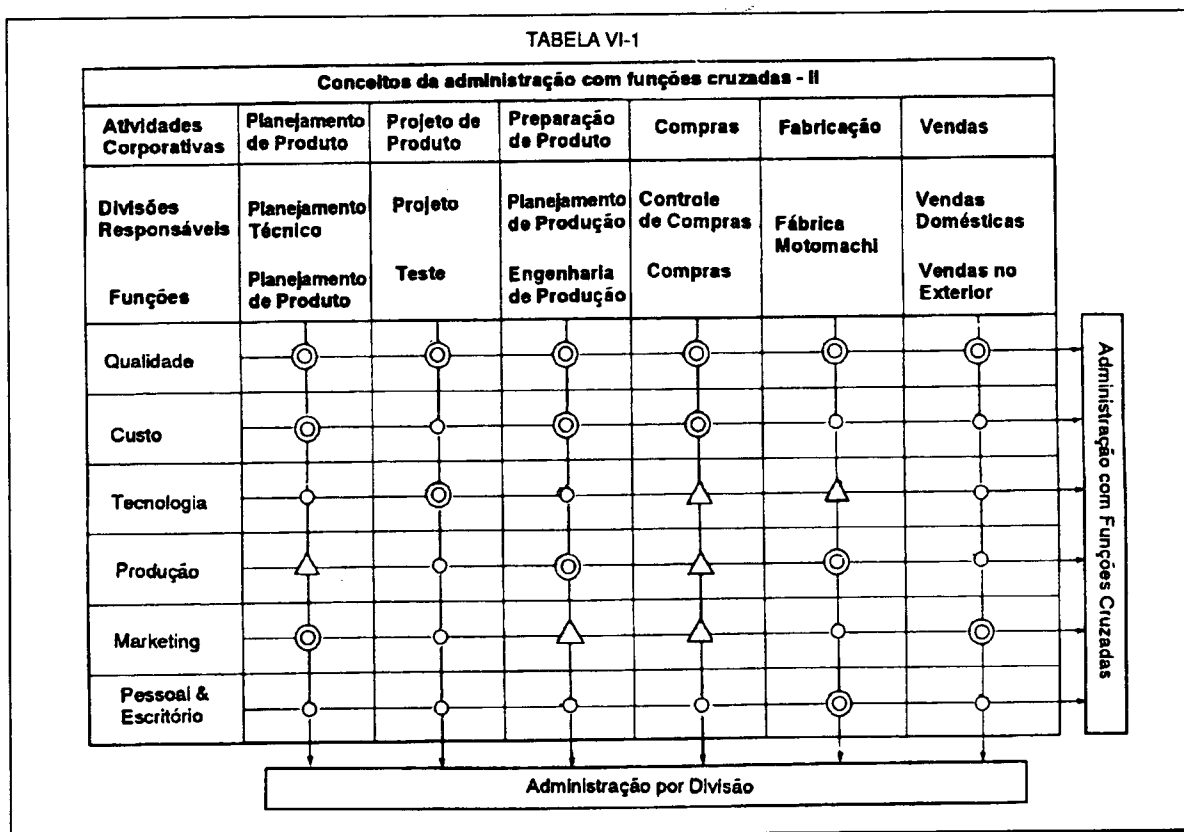 TABELA VI-1
Conceitos da administração com funções cruzadas - II
Atividades
Corporativas
Planejamento
de Produto
Projeto de
Produto
Preparação
de Produto
Compras
Fabricação
Vendas
Divisões
Responsáveis
Funções
Planejamento
Técnico
Planejamento
de Produto
Projeto
Teste
Planejamento
de Produção
Engenharia
de Produção
Controle
de Compras
Compras
Fábrica
Motomachi
Vendas
Domésticas
Vendas no
Exterior
Qualidade
Custo
Tecnologia
Produção
Marketing
Pessoal &
Escritório
Administração com Funções Cruzadas
Administração por Divisão